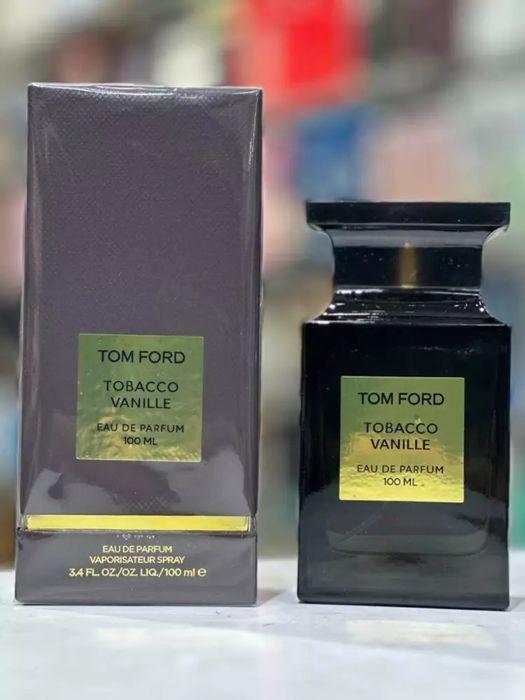 TOM FORD
TOBACCO
VANILLE
EAU DE PARFUM
100 ML
EAU DE PARFUM
VAPORISATEUR SPRAY
3.4 FL. OZ./OZ. LIQ./100 ml e
TOM FORD
TOBACCO
VANILLE
EAU DE PARFUM
100 ML